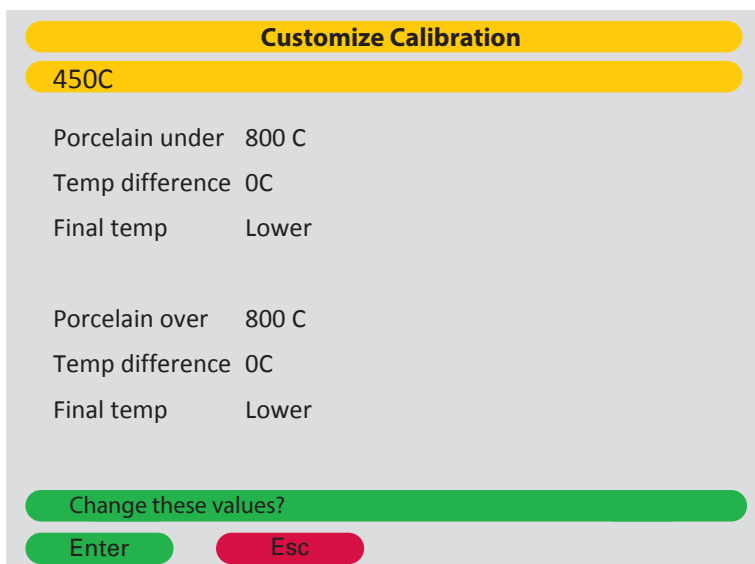 Customize Calibration
450C
Porcelain under 800 C
Temp difference 0C
Final temp Lower
Porcelain over 800 C
Temp difference 0C
Final temp Lower
Change these values?
Enter Esc